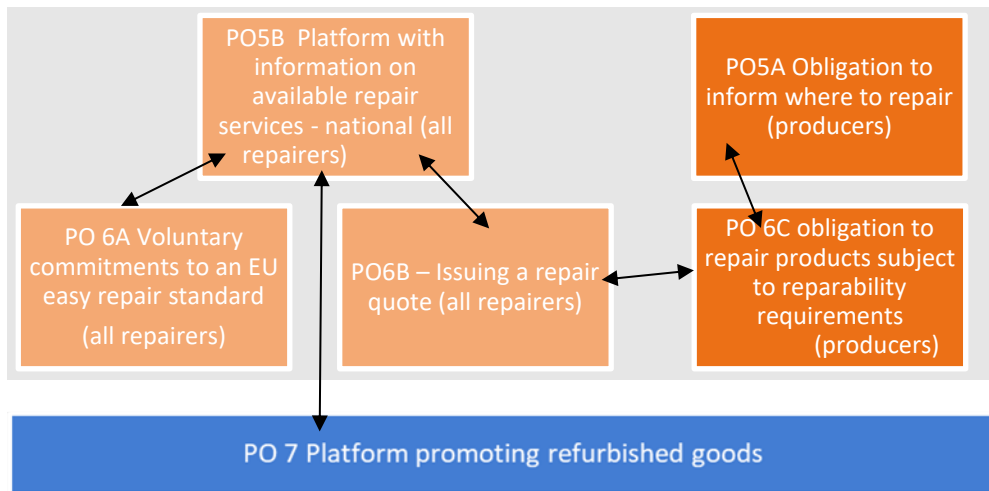 PO5B Platform with
information on
available repair
services - national (all
repairers)
PO5A Obligation to
inform where to repair
(producers)
PO 6A Voluntary
commitments to an EU
easy repair standard
(all repairers)
PO6B – Issuing a repair
quote (all repairers)
PO 6C obligation to
repair products subject
to reparability
requirements
(producers)
PO 7 Platform promoting refurbished goods